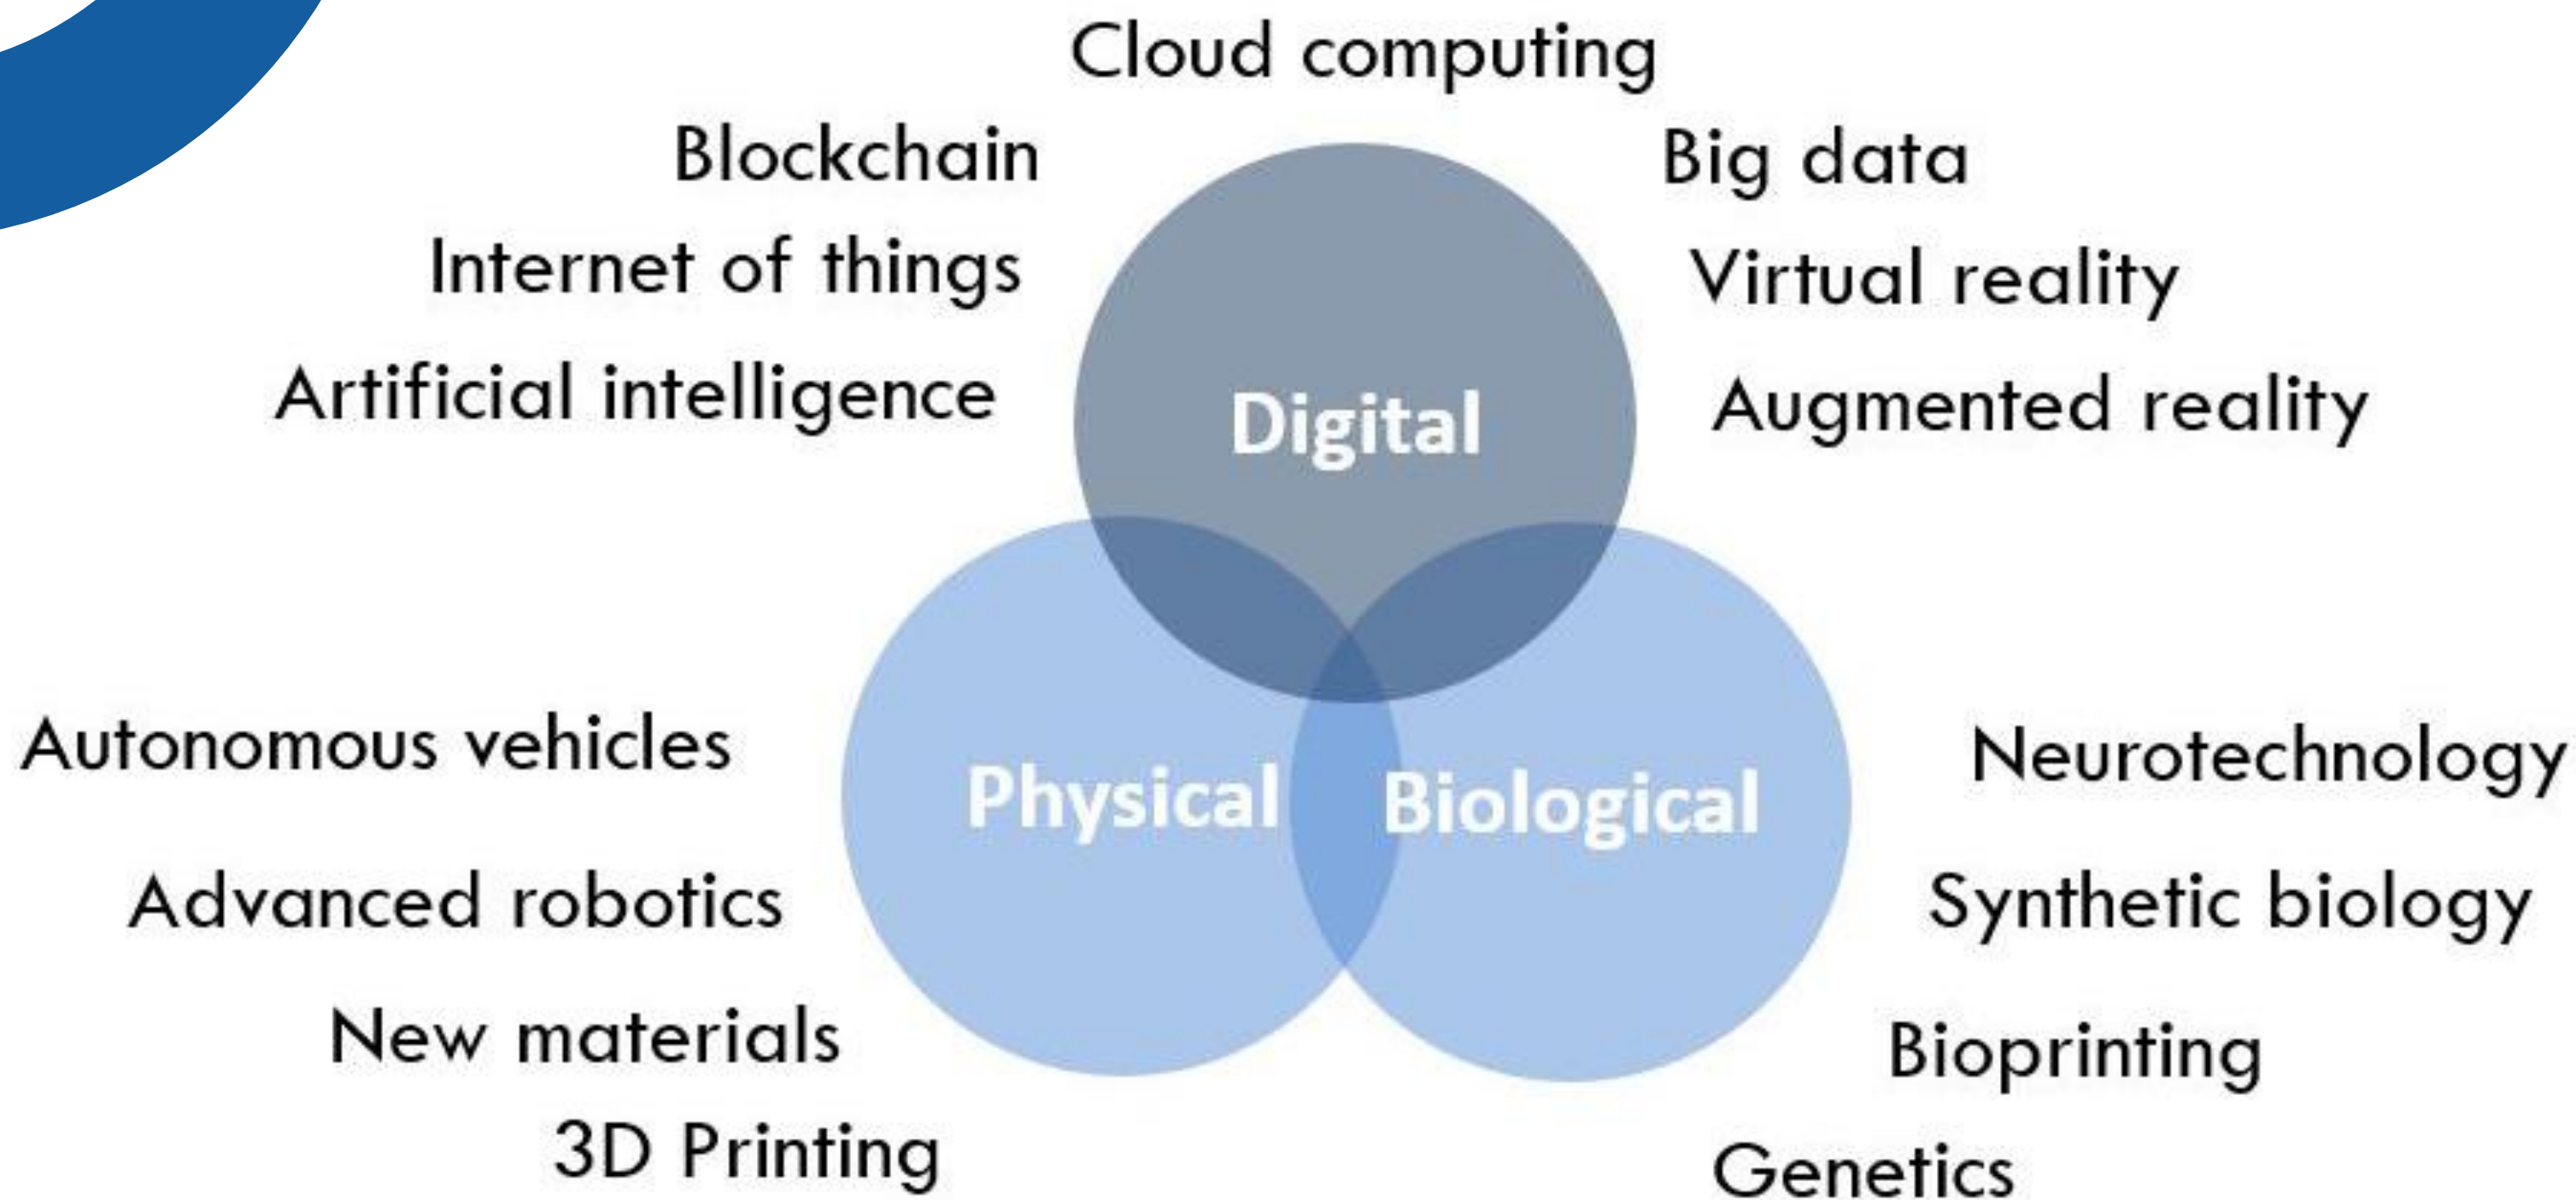 Cloud computing
Blockchain
Big data
Internet of things
Virtual reality
Artificial intelligence
Augmented reality
Digital
Autonomous vehicles
Neurotechnology
Physical
Biological
Advanced robotics
Synthetic biology
New materials
Bioprinting
3D Printing
Genetics